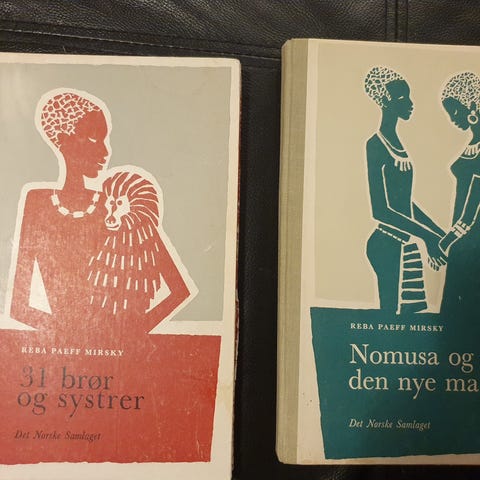 REBA PAEFF MIRSKY
31 brør
og systrer
Det Norske Samlaget
REBA PAEFF MIRSKY
Nomusa og
den nye ma
Det Norske Samlaget